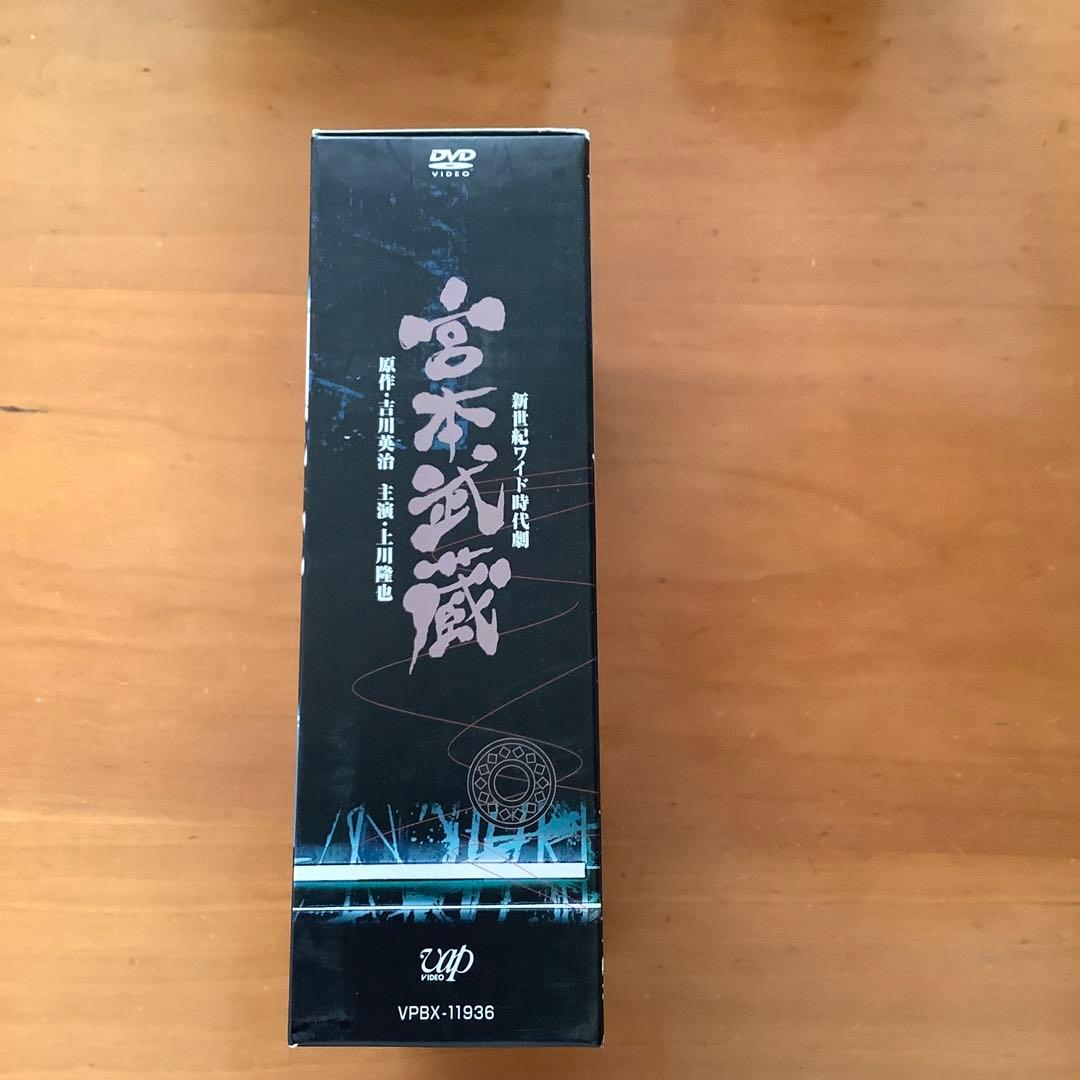 DVD
VIDEO
新世紀ワイド時代劇
宮本武蔵
原作・吉川英治 主演・上川隆也
vap
VIDEO
VPBX-11936